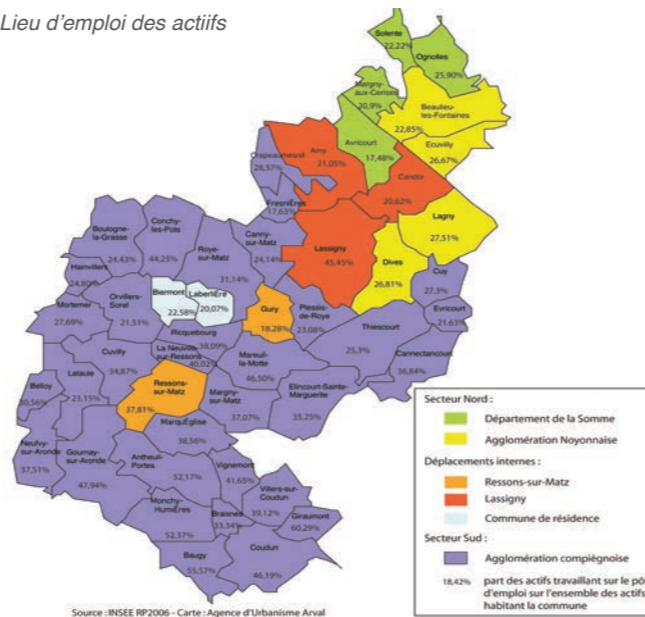 Lieu d'emploi des actiifs
Solente
22,22%
Ognolles
25,90%
Margny-
aux-Cerises
20,9%
Beaulieu-
les-Fontaines
22,85%
Avricourt
17,48%
Ecuvilly
26,67%
Crapeaumesnil
28,57%
Amy
21,05%
Candor
20,62%
FresniÈres
17,63%
Lagny
27,51%
Boulogne-
la-Grasse
24,43%
Conchy-
les-Pots
44,25%
Roye-
sur-Matz
31,14%
Canny-
sur-Matz
24,14%
Lassigny
45,45%
Dives
26,81%
Cuy
27,3%
Hainvillers
24,80%
Biermont
22,58%
LaberliÈre
20,07%
Evricourt
21,63%
Mortemer
27,69%
Orvillers-
Sorel
21,51%
Gury
18,28%
Plessis-
de-Roye
23,08%
Thiescourt
25,3%
Ricquebourg
38,09%
Cannectancourt
36,84%
Cuvilly
34,87%
La Neuville
sur-Ressons
40,02%
Mareuil-
la-Motte
46,50%
Belloy
30,56%
Lataule
23,15%
Ressons-
sur-Matz
37,81%
Margny-
sur-Matz
37,07%
Elincourt-Sainte-
Marguerite
35,25%
MarquÉglise
38,56%
Neufvy-
sur-Aronde
37,51%
Gournay-
sur-Aronde
47,94%
Antheuil-
Portes
52,17%
Vignemont
41,65%
Villers-sur-
Coudun
39,12%
Monchy-
HumiÈres
52,37%
Braisnes
33,34%
Giraumont
60,29%
Baugy
55,57%
Coudun
46,19%
Secteur Nord :
Département de la Somme
Agglomération Noyonnaise
Déplacements internes :
Ressons-sur-Matz
Lassigny
Commune de résidence
Secteur Sud :
Agglomération compiègnoise
18,42% part des actifs travaillant sur le pôl
d'emploi sur l'ensemble des actifs
habitant la commune
Source : INSEE RP2006 - Carte : Agence d'Urbanisme Arval